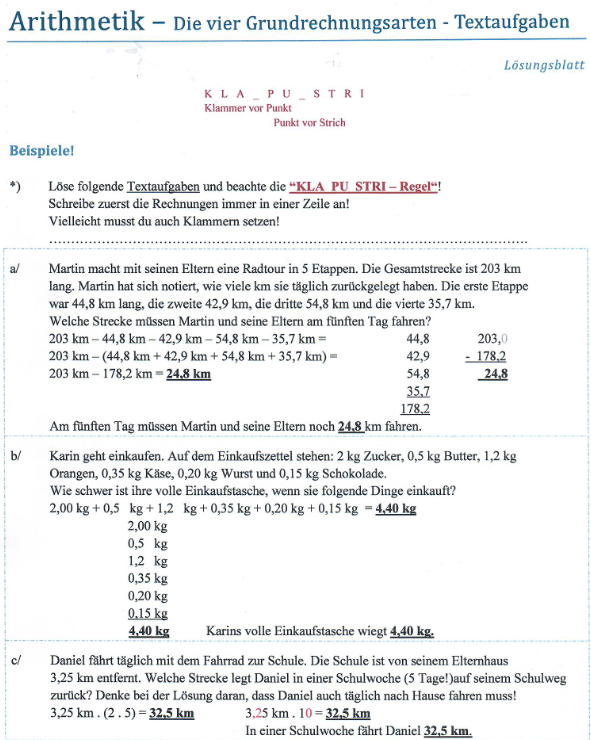 Arithmetik – Die vier Grundrechnungsarten - Textaufgaben
Lösungsblatt
K L A _ P U _ S T R I
Klammer vor Punkt
Punkt vor Strich
Beispiele!
*) Löse folgende Textaufgaben und beachte die “KLA PU STRI – Regel“!
Schreibe zuerst die Rechnungen immer in einer Zeile an!
Vielleicht musst du auch Klammern setzen!
a/ Martin macht mit seinen Eltern eine Radtour in 5 Etappen. Die Gesamtstrecke ist 203 km
lang. Martin hat sich notiert, wie viele km sie täglich zurückgelegt haben. Die erste Etappe
war 44,8 km lang, die zweite 42,9 km, die dritte 54,8 km und die vierte 35,7 km.
Welche Strecke müssen Martin und seine Eltern am fünften Tag fahren?
203 km – 44,8 km - 42,9 km – 54,8 km – 35,7 km = 44,8 203,0
203 km – (44,8 km + 42,9 km + 54,8 km + 35,7 km) = 42,9 - 178,2
203 km – 178,2 km = 24,8 km 54,8 24,8
35,7
178,2
Am fünften Tag müssen Martin und seine Eltern noch 24,8 km fahren.
b/ Karin geht einkaufen. Auf dem Einkaufszettel stehen: 2 kg Zucker, 0,5 kg Butter, 1,2 kg
Orangen, 0,35 kg Käse, 0,20 kg Wurst und 0,15 kg Schokolade.
Wie schwer ist ihre volle Einkaufstasche, wenn sie folgende Dinge einkauft?
2,00 kg + 0,5 kg + 1,2 kg + 0,35 kg + 0,20 kg + 0,15 kg = 4,40 kg
2,00 kg
0,5 kg
1,2 kg
0,35 kg
0,20 kg
0,15 kg
4,40 kg Karins volle Einkaufstasche wiegt 4,40 kg.
c/ Daniel fährt täglich mit dem Fahrrad zur Schule. Die Schule ist von seinem Elternhaus
3,25 km entfernt. Welche Strecke legt Daniel in einer Schulwoche (5 Tage!)auf seinem Schulweg
zurück? Denke bei der Lösung daran, dass Daniel auch täglich nach Hause fahren muss!
3,25 km . (2 . 5) = 32,5 km 3,25 km . 10 = 32,5 km
In einer Schulwoche fährt Daniel 32,5 km.